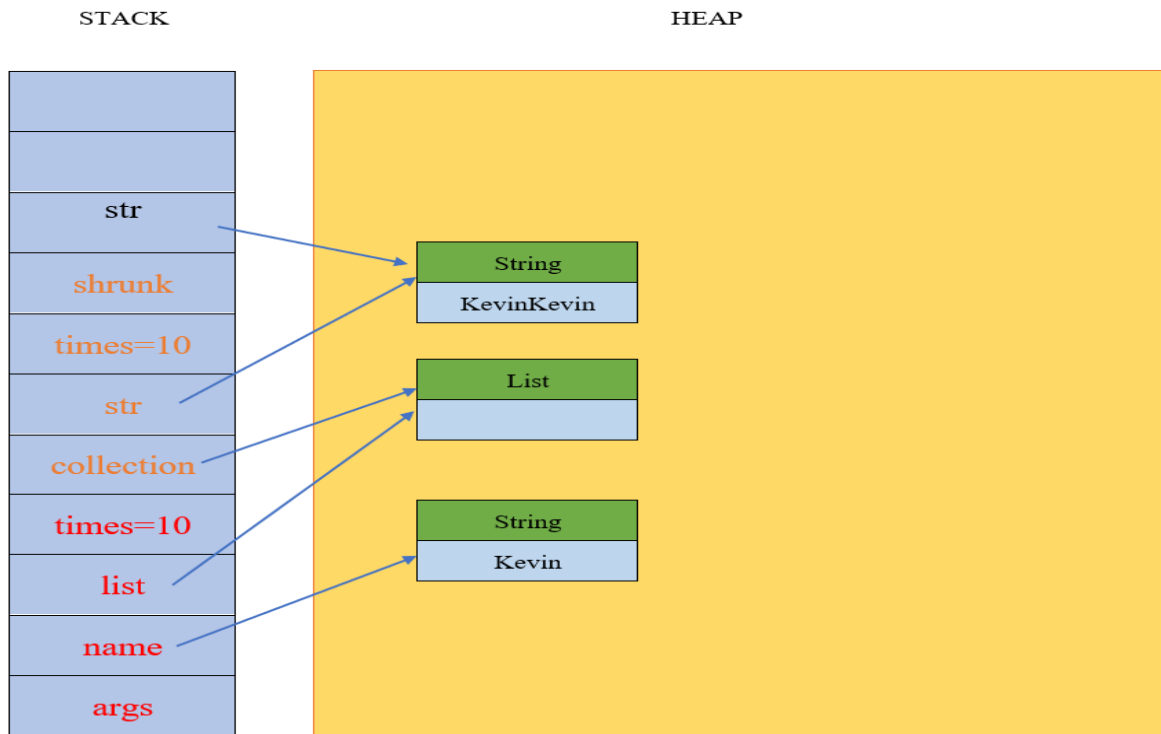 STACK
HEAP
str
shrunk
times=10
str
collection
times=10
list
name
args
String
KevinKevin
List
String
Kevin